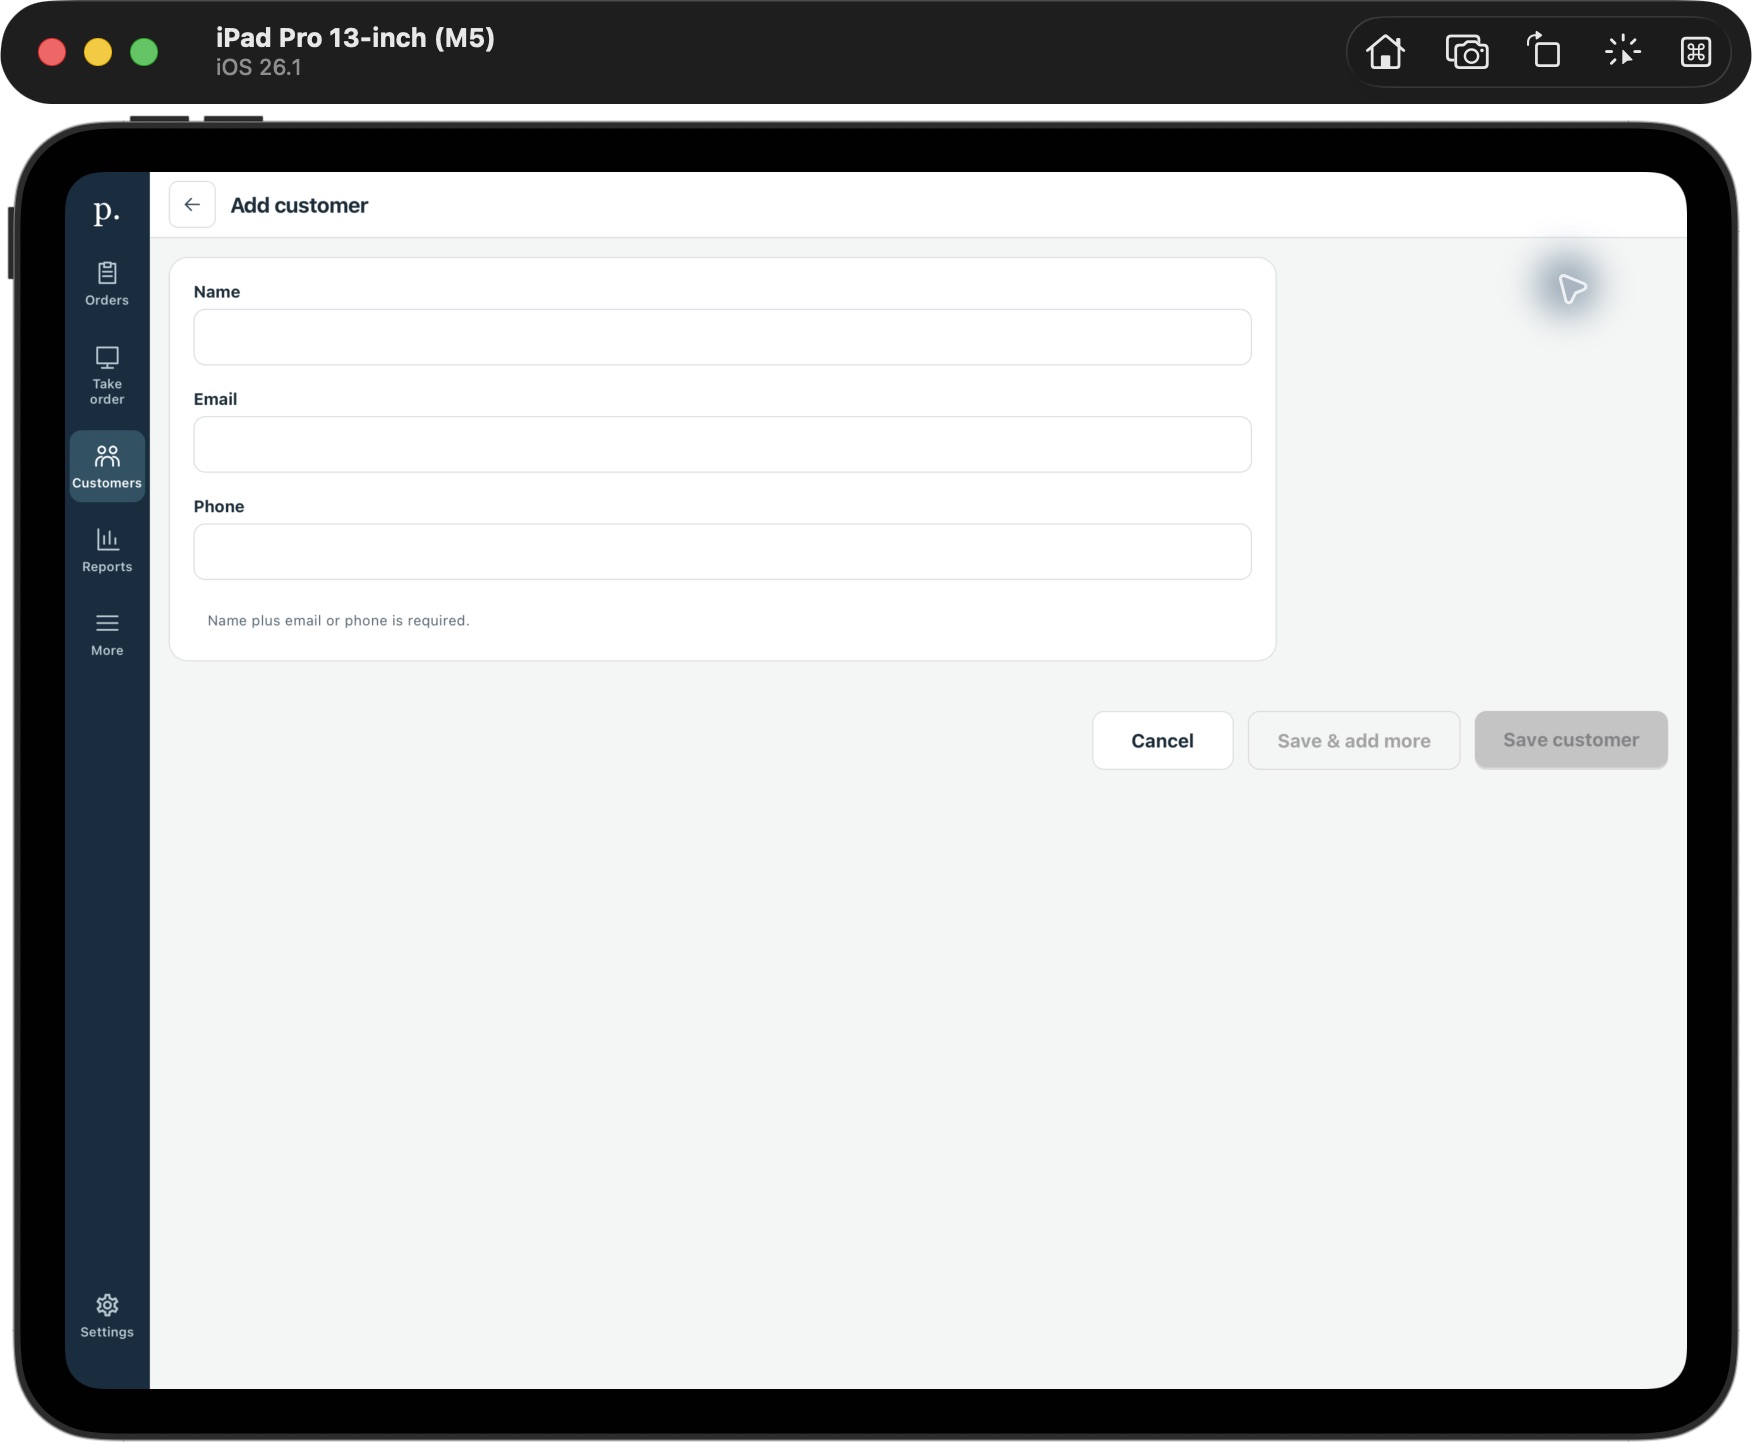 iPad Pro 13-inch (M5)
iOS 26.1
p.
Orders
Take
order
Customers
Reports
More
Settings
Add customer
Name
Email
Phone
Name plus email or phone is required.
Cancel
Save & add more
Save customer